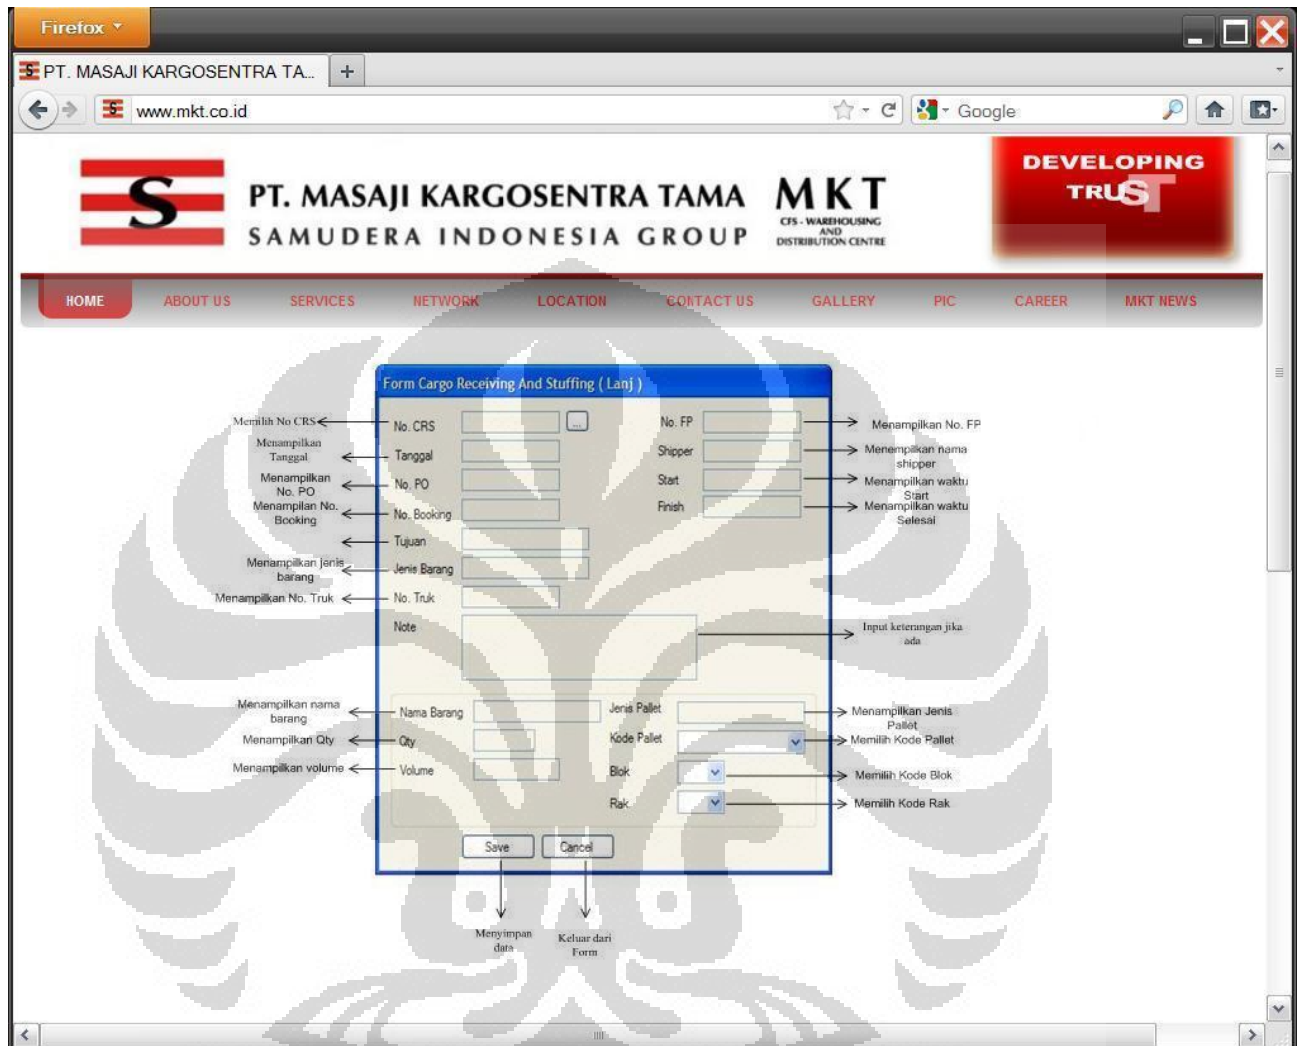 Firefox
PT. MASAJI KARGOSENTRA TA...
www.mkt.co.id
Google
S
PT. MASAJI KARGOSENTRA TAMA
SAMUDERA INDONESIA GROUP
MKT
CFS - WAREHOUSING
AND
DISTRIBUTION CENTRE
DEVELOPING
TRUST
HOME ABOUT US SERVICES NETWORK LOCATION CONTACT US GALLERY PIC CAREER MKT NEWS
Form Cargo Receiving And Stuffing ( Lanj )
Memilih No CRS No. CRS ... No. FP Menampilkan No. FP
Menampilkan
Tanggal
Tanggal Shipper Menempilkan nama
shipper
Menampilkan
No. PO
No. PO Start Menampilkan waktu
Start
Menampilan No.
Booking
No. Booking Finish Menampilkan waktu
Selesai
Tujuan
Menampilkan Jenis
barang
Jenis Barang
Menampilkan No. Truk No. Truk
Note Input keterangan jika
ada
Menampilkan nama
barang
Nama Barang Jenis Pallet Menampilkan Jenis
Pallet
Menampilkan Qty Qty Kode Pallet Memilih Kode Pallet
Menampilkan volume Volume Blok Memilih Kode Blok
Rak Memilih Kode Rak
Save Cancel
Menyimpan
data
Keluar dari
Form